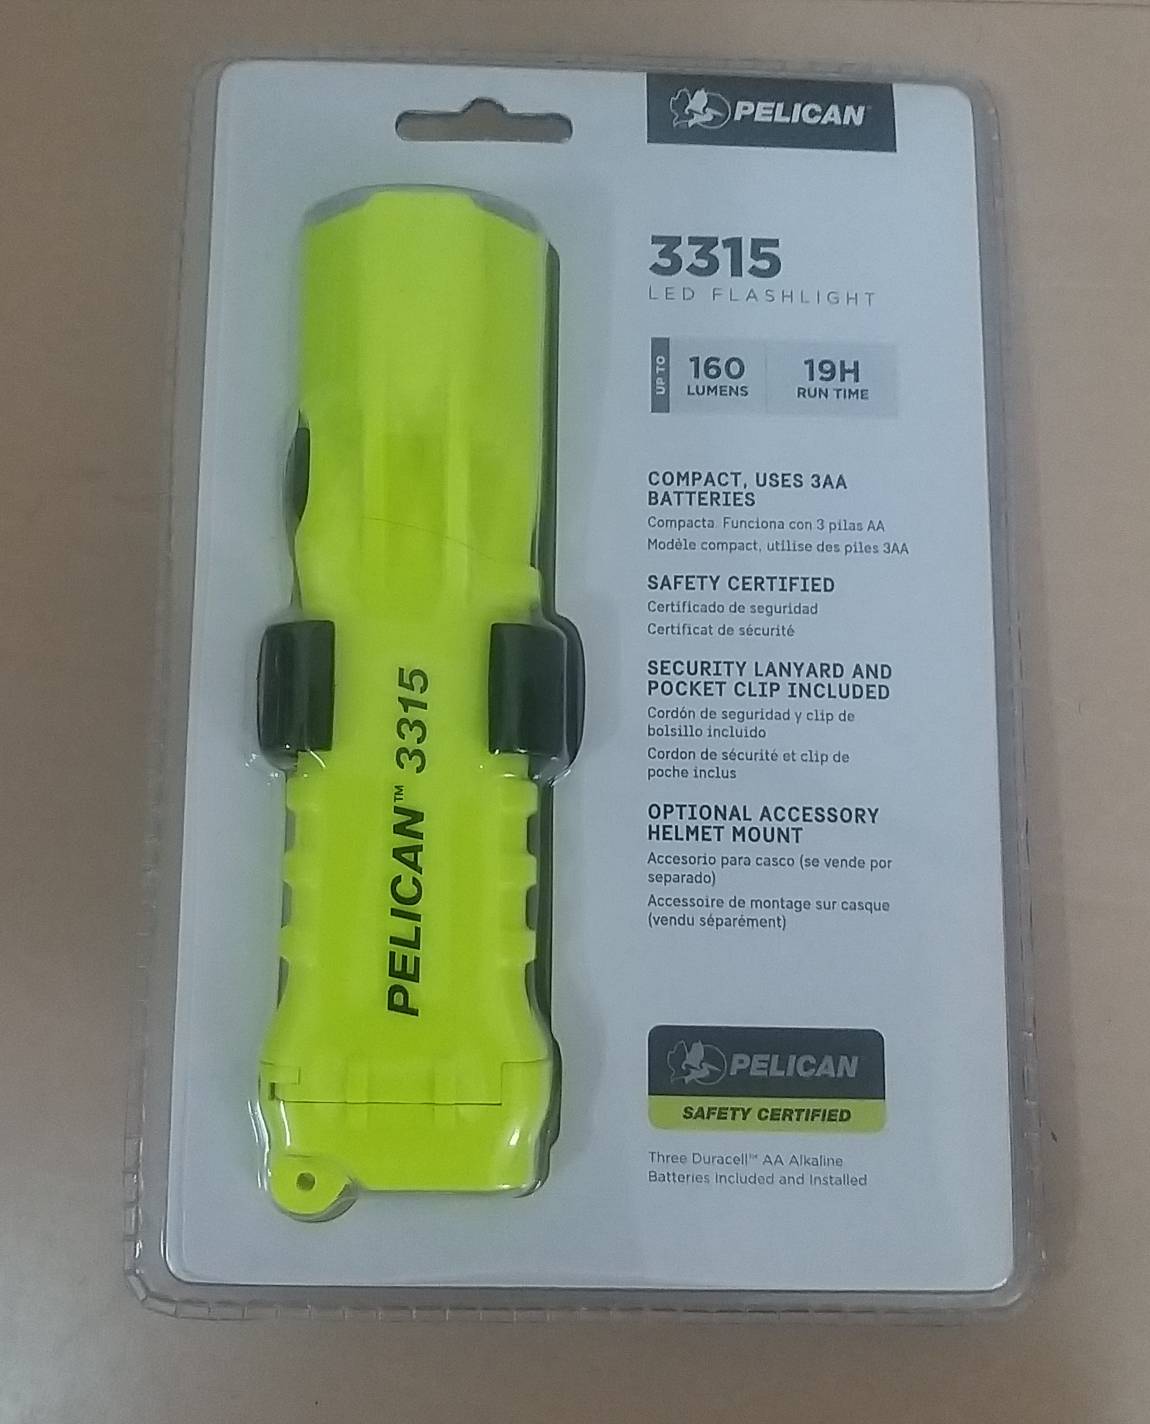 PELICAN
3315
LED FLASHLIGHT
UP TO
160
LUMENS
19H
RUN TIME
COMPACT, USES 3AA
BATTERIES
Compacta. Funciona con 3 pilas AA
Modèle compact, utilise des piles 3AA
SAFETY CERTIFIED
Certificado de seguridad
Certificat de sécurité
SECURITY LANYARD AND
POCKET CLIP INCLUDED
Cordón de seguridad y clip de
bolsillo incluido
Cordon de sécurité et clip de
poche inclus
OPTIONAL ACCESSORY
HELMET MOUNT
Accesorio para casco (se vende por
separado)
Accessoire de montage sur casque
(vendu séparément)
PELICAN
SAFETY CERTIFIED
Three Duracell™ AA Alkaline
Batteries Included and Installed
PELICAN™ 3315